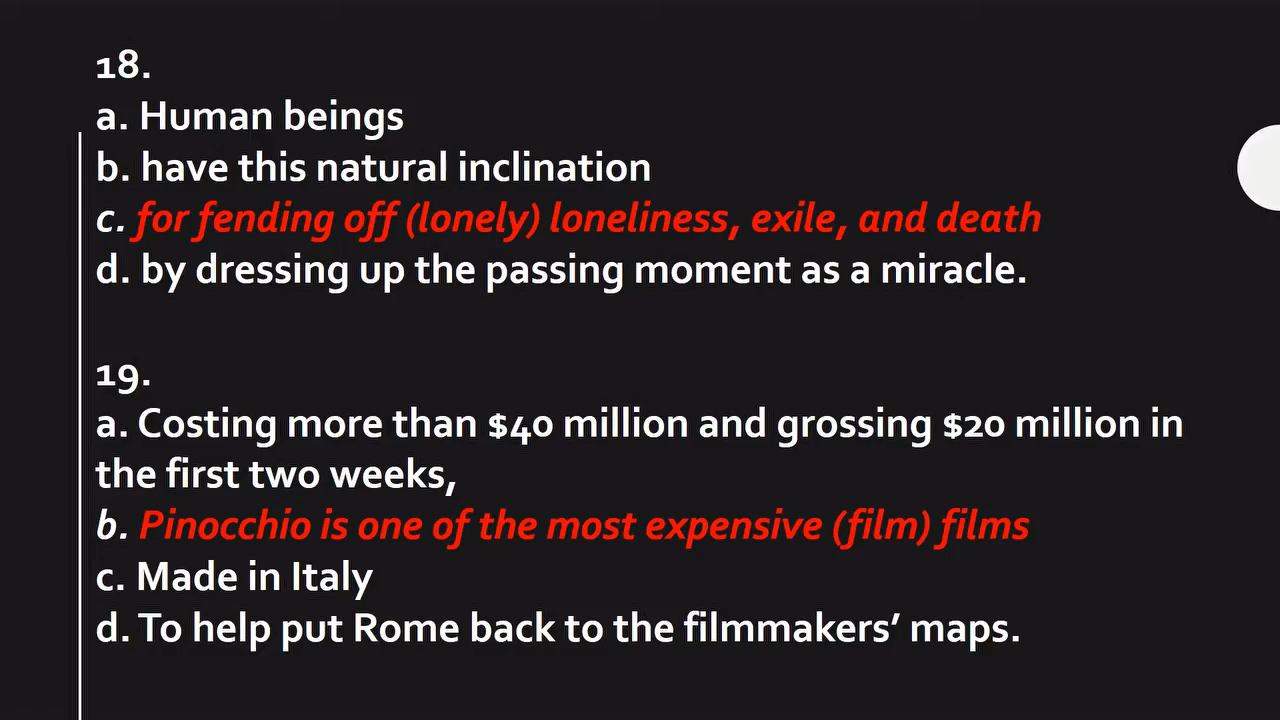 18.
a. Human beings
b. have this natural inclination
c. for fending off (lonely) loneliness, exile, and death
d. by dressing up the passing moment as a miracle.
19.
a. Costing more than $40 million and grossing $20 million in
the first two weeks,
b. Pinocchio is one of the most expensive (film) films
c. Made in Italy
d. To help put Rome back to the filmmakers’ maps.